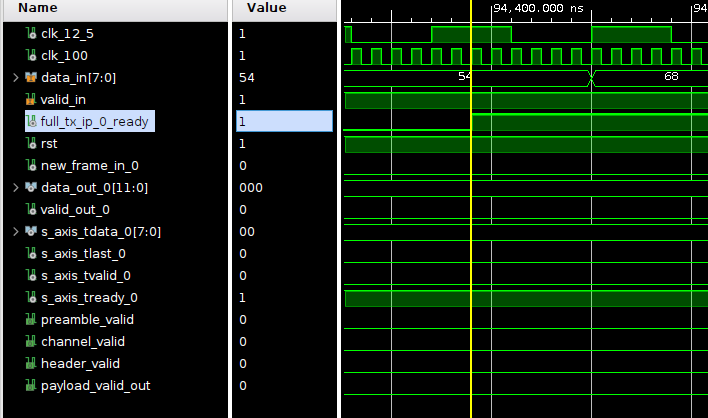 Name Value 94,400.000 ns 94
clk_12_5 1
clk_100 1
data_in[7:0] 54 54 68
valid_in 1
full_tx_ip_0_ready 1
rst 1
new_frame_in_0 0
data_out_0[11:0] 000
valid_out_0 0
s_axis_tdata_0[7:0] 00
s_axis_tlast_0 0
s_axis_tvalid_0 0
s_axis_tready_0 1
preamble_valid 0
channel_valid 0
header_valid 0
payload_valid_out 0